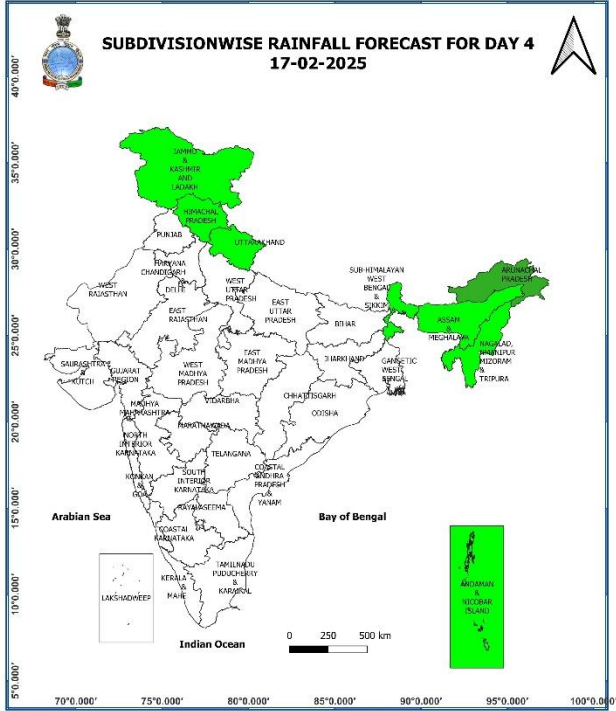 SUBDIVISIONWISE RAINFALL FORECAST FOR DAY 4
17-02-2025
40°0.000'
35°0.000'
30°0.000'
25°0.000'
20°0.000'
15°0.000'
10°0.000'
5°0.000'
JAMMU
&
KASHMIR
AND
LADAKH
HIMACHAL
PRADESH
PUNJAB
UTTARAKHAND
HARYANA
CHANDIGARH
&
DELHI
WEST
RAJASTHAN
WEST
UTTAR
PRADESH
EAST
RAJASTHAN
EAST
UTTAR
PRADESH
SUB-HIMALAYAN
WEST
BENGAL
&
SIKKIM
ARUNACHAL
PRADESH
ASSAM
&
MEGHALAYA
NAGALAD,
MANIPUR
MIZORAM
&
TRIPURA
BIHAR
JHARKHAND
GANGETIC
WEST
BENGAL
SAURASHTRA
&
KUTCH
GUJARAT
REGION
WEST
MADHYA
PRADESH
EAST
MADHYA
PRADESH
CHHATTISGARH
ODISHA
MADHYA
MAHARASHTRA
VIDARBHA
MARATHAWADA
NORTH
INTERIOR
KARNATAKA
TELANGANA
KONKAN
&
GOA
SOUTH
INTERIOR
KARNATAKA
COASTAL
ANDHRA
PRADESH
&
YANAM
RAYALASEEMA
COASTAL
KARNATAKA
Arabian Sea
Bay of Bengal
LAKSHADWEEP
KERALA
&
MAHE
TAMILNADU
PUDUCHERRY
&
KARAIKAL
ANDAMAN
&
NICOBAR
ISLAND
Indian Ocean
0 250 500 km
70°0.000' 75°0.000' 80°0.000' 85°0.000' 90°0.000' 95°0.000' 100°0.000'